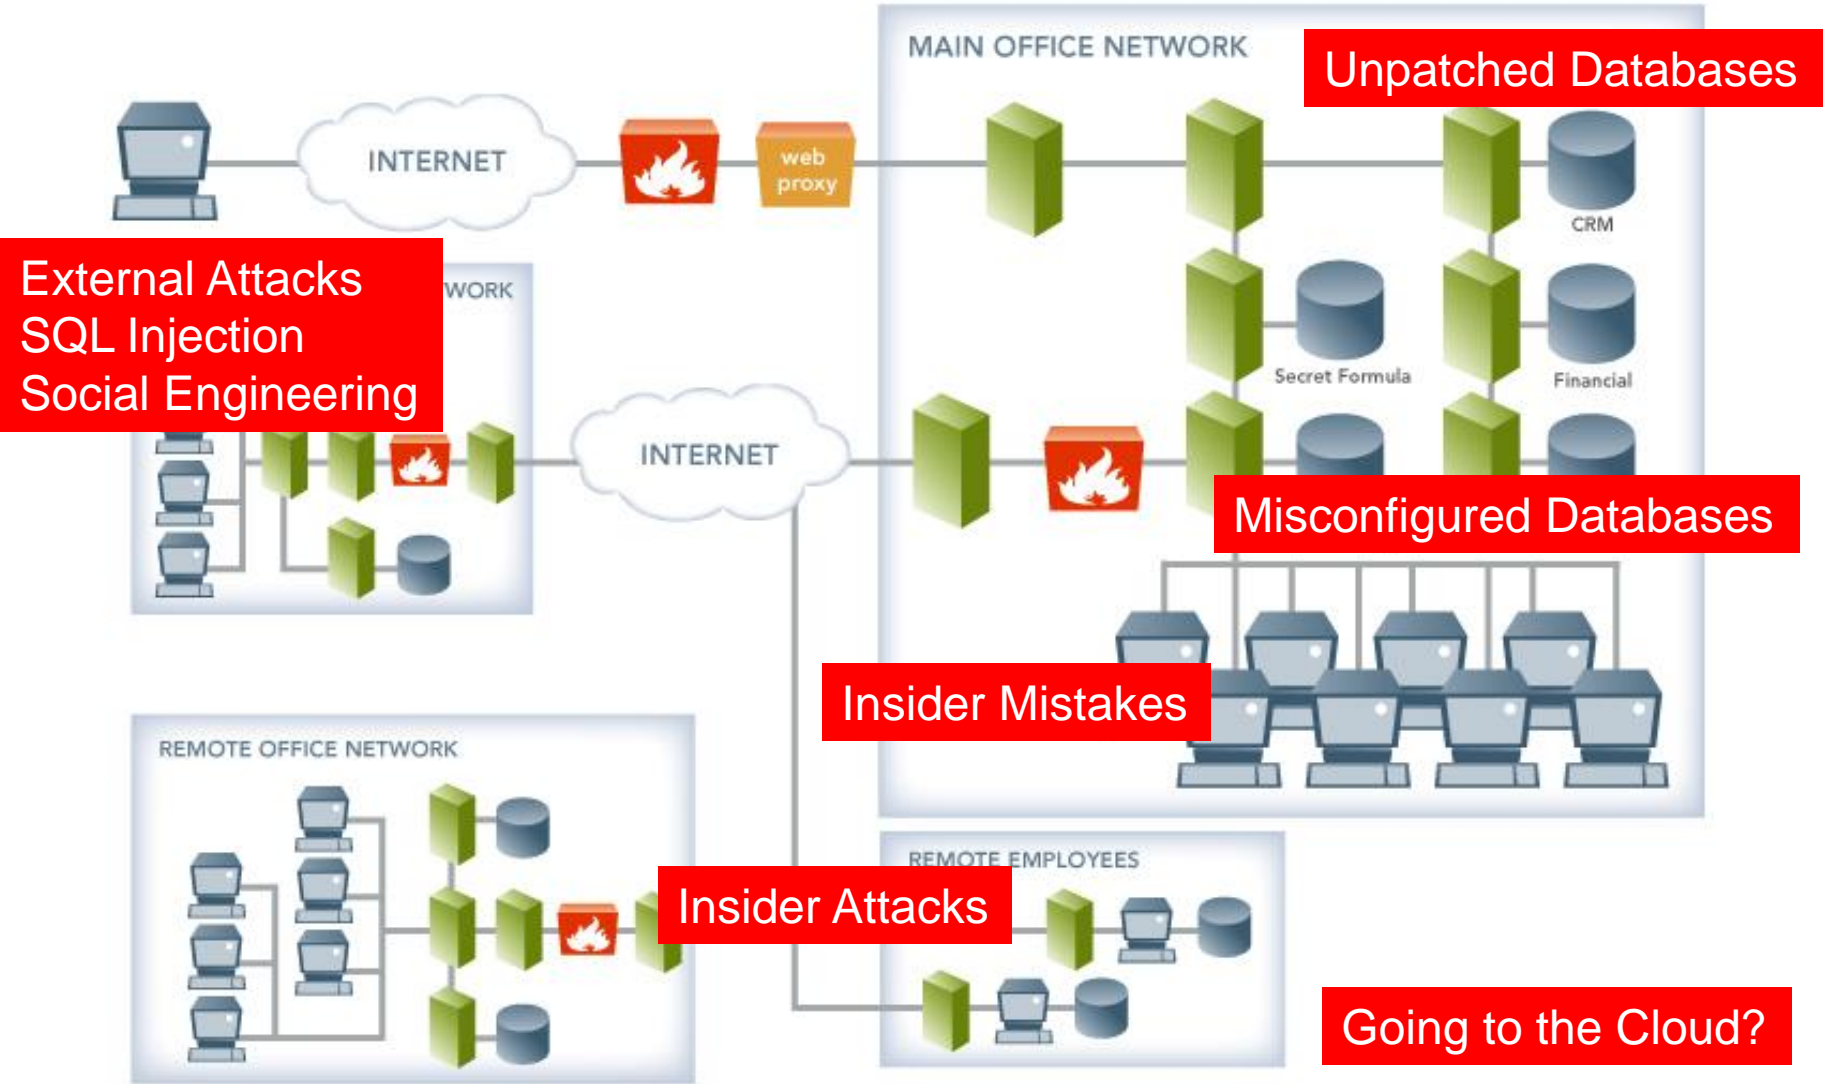 MAIN OFFICE NETWORK
Unpatched Databases
INTERNET
web
proxy
CRM
External Attacks
SQL Injection
Social Engineering
WORK
Secret Formula
Financial
INTERNET
Misconfigured Databases
Insider Mistakes
REMOTE OFFICE NETWORK
REMOTE EMPLOYEES
Insider Attacks
Going to the Cloud?